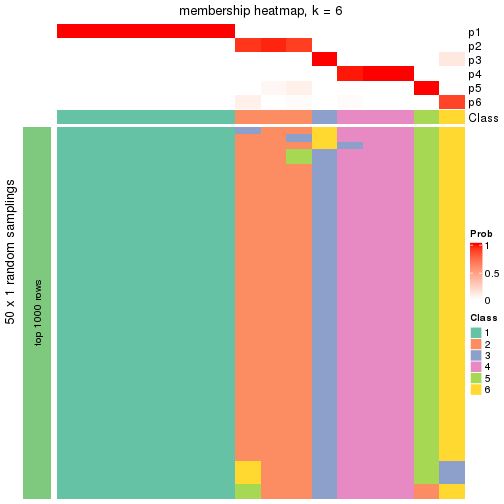 membership heatmap, k = 6
p1
p2
p3
p4
p5
p6
Class
50 x 1 random samplings
top 1000 rows
Prob
1
0.5
0
Class
1
2
3
4
5
6